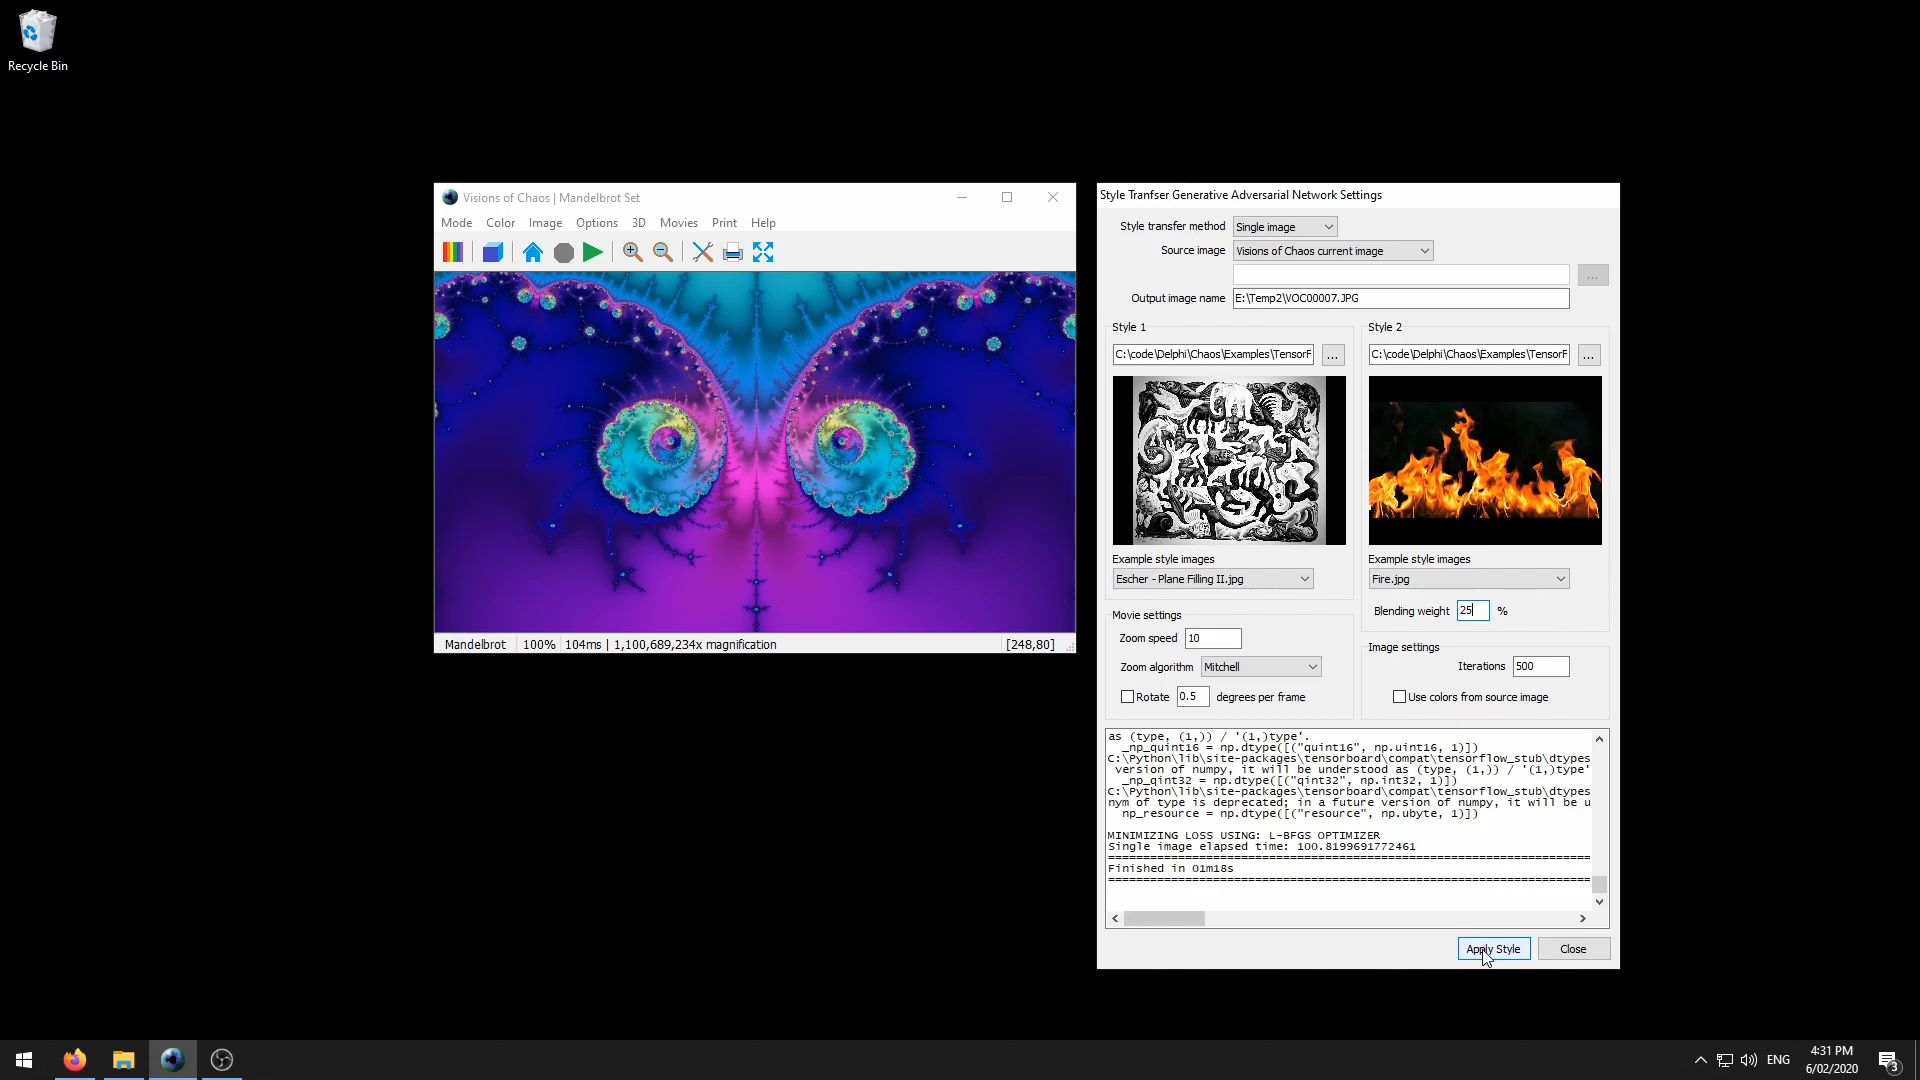 Recycle Bin
Visions of Chaos | Mandelbrot Set
Mode Color Image Options 3D Movies Print Help
Mandelbrot 100% 104ms | 1,100,689,234x magnification [248,80]
Style Tranfser Generative Adversarial Network Settings
Style transfer method Single image
Source image Visions of Chaos current image
...
Output image name E:\Temp2\VOC00007.JPG
Style 1 Style 2
C:\code\Delphi\Chaos\Examples\TensorF ... C:\code\Delphi\Chaos\Examples\TensorF ...
Example style images Example style images
Escher - Plane Filling II.jpg Fire.jpg
Blending weight 25 %
Movie settings
Zoom speed 10
Image settings
Zoom algorithm Mitchell Iterations 500
Rotate 0.5 degrees per frame Use colors from source image
as (type, (1,)) / '(1,)type'.
_np_quint16 = np.dtype([("quint16", np.uint16, 1)])
C:\Python\lib\site-packages\tensorboard\compat\tensorflow_stub\dtypes
version of numpy, it will be understood as (type, (1,)) / '(1,)type'
_np_qint32 = np.dtype([("qint32", np.int32, 1)])
C:\Python\lib\site-packages\tensorboard\compat\tensorflow_stub\dtypes
nym of type is deprecated; in a future version of numpy, it will be u
np_resource = np.dtype([("resource", np.ubyte, 1)])
MINIMIZING LOSS USING: L-BFGS OPTIMIZER
Single image elapsed time: 100.8199691772461
Finished in 01m18s
Apply Style Close
ENG 4:31 PM
6/02/2020 3